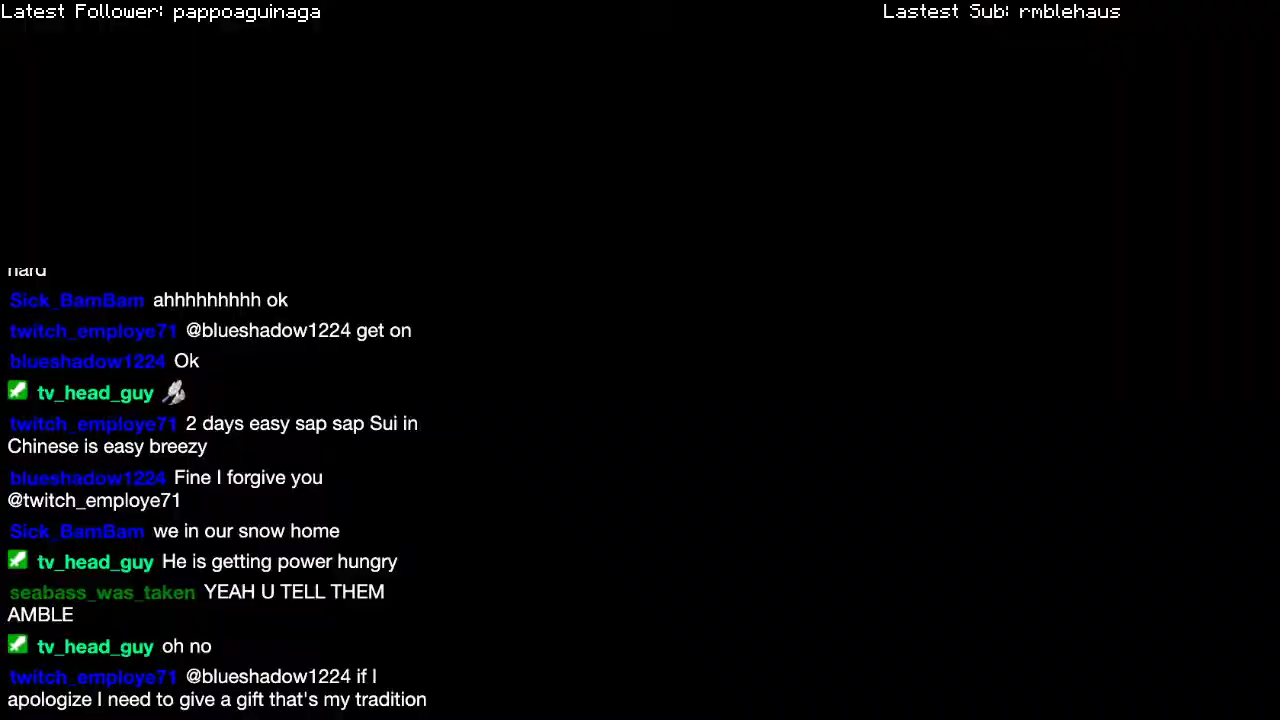 Latest Follower: pappoaguinaga
Lastest Sub: rmblehaus
hard
Sick_BamBam ahhhhhhhhh ok
twitch_employe71 @blueshadow1224 get on
blueshadow1224 Ok
tv_head_guy
twitch_employe71 2 days easy sap sap Sui in
Chinese is easy breezy
blueshadow1224 Fine I forgive you
@twitch_employe71
Sick_BamBam we in our snow home
tv_head_guy He is getting power hungry
seabass_was_taken YEAH U TELL THEM
AMBLE
tv_head_guy oh no
twitch_employe71 @blueshadow1224 if I
apologize I need to give a gift that's my tradition